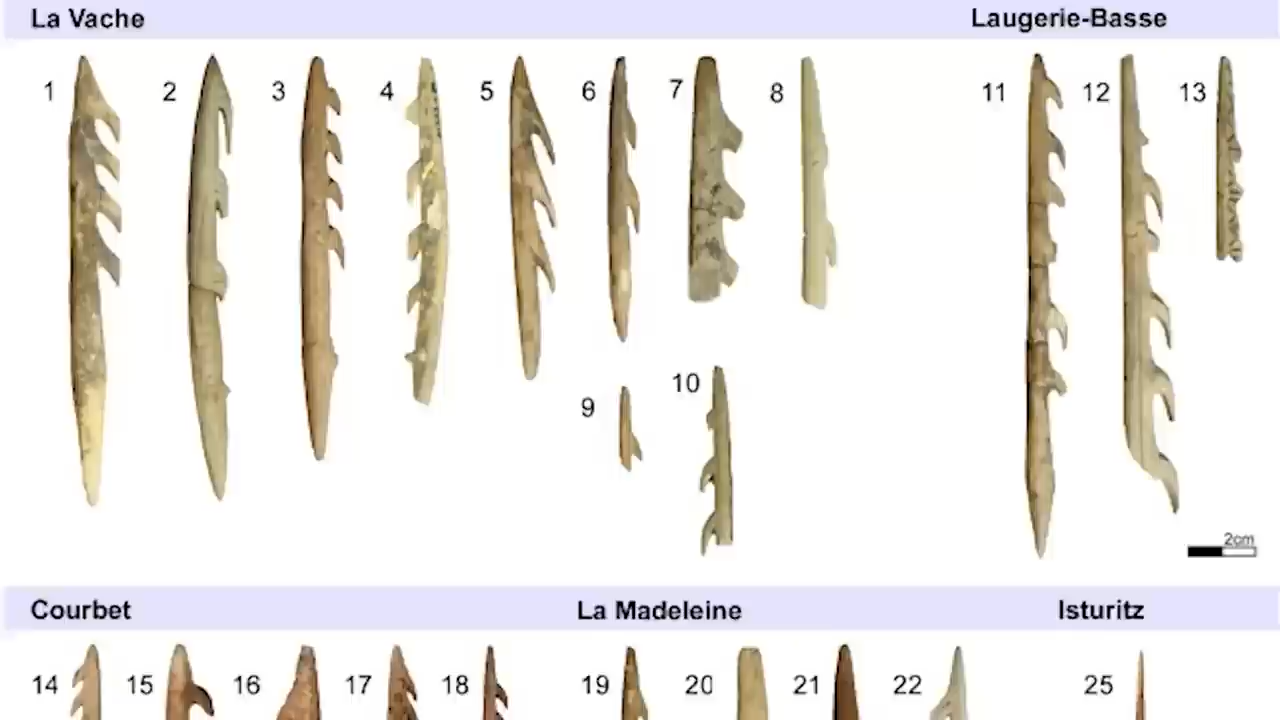 La Vache Laugerie-Basse
1 2 3 4 5 6 7 8 11 12 13
9 10
2cm
Courbet La Madeleine Isturitz
14 15 16 17 18 19 20 21 22 25